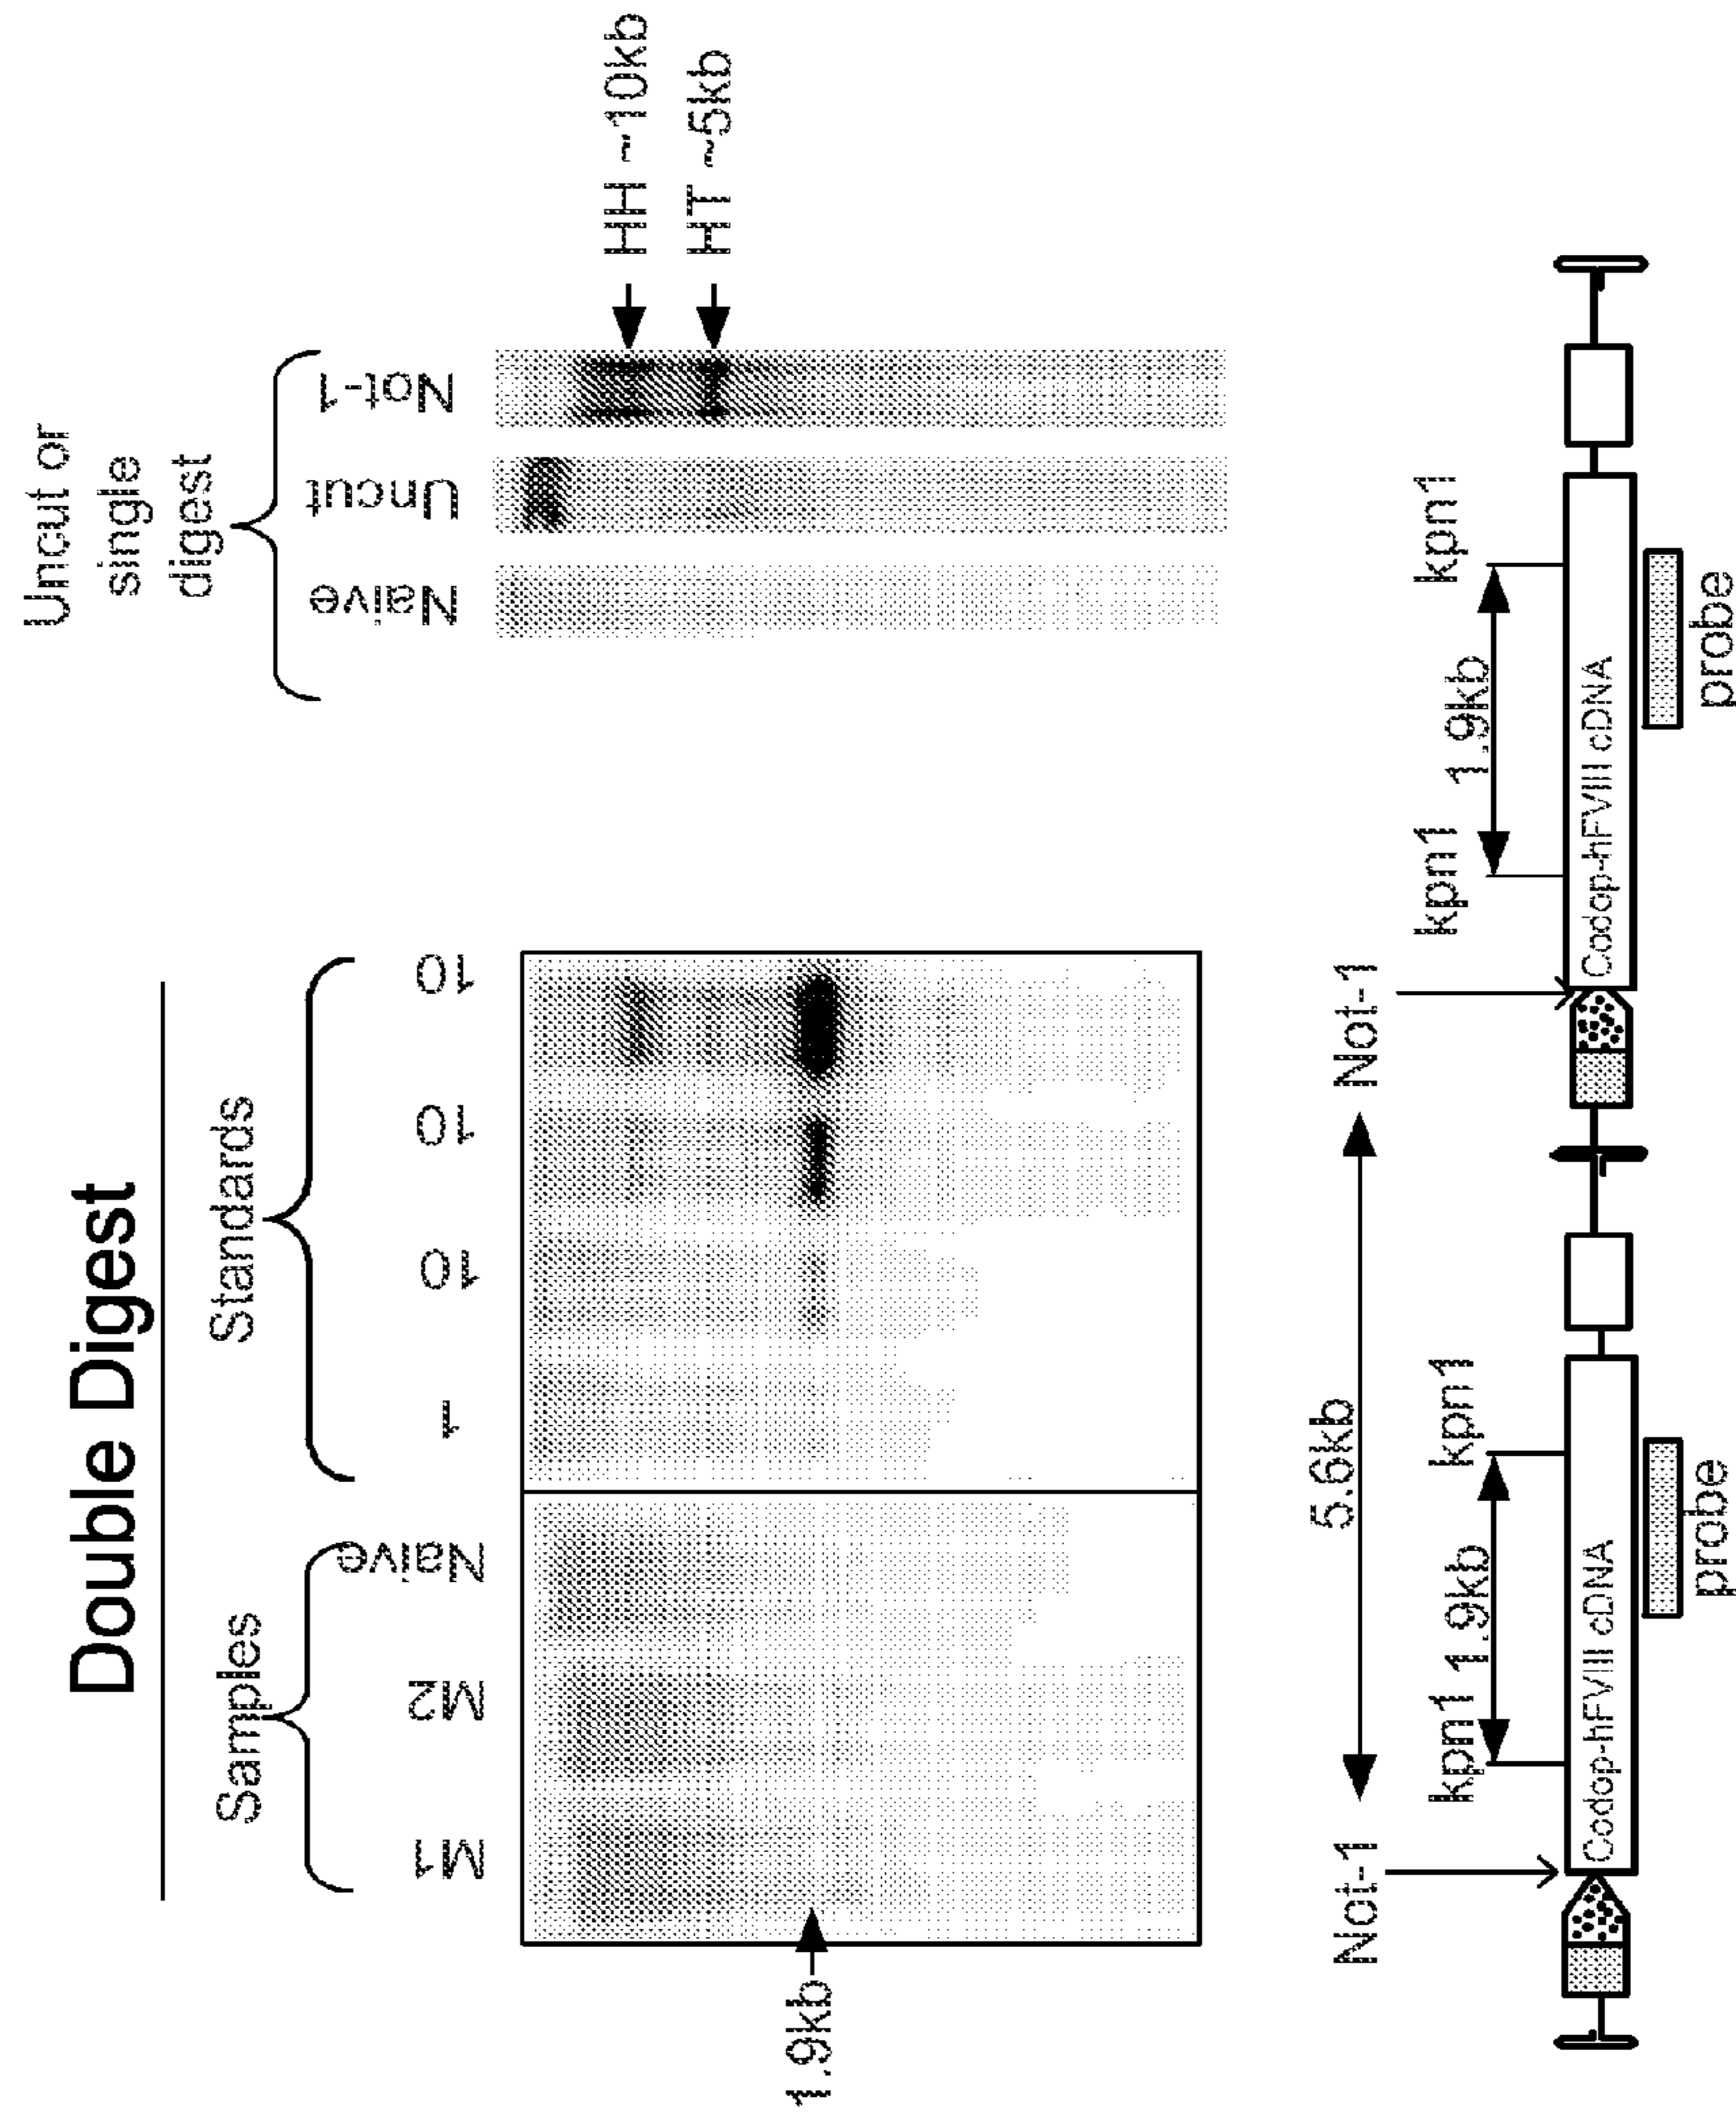 Double Digest
Samples
Standards
M1
M2
Naive
1
10
10
10
1.9kb
Uncut or
single
digest
Naive
Uncut
Not-1
HH ~10kb
HT ~5kb
Not-1
5.6kb
Not-1
kpn1
1.9kb
kpn1
kpn1
1.9kb
kpn1
Codop-hFVIII cDNA
Codop-hFVIII cDNA
probe
probe